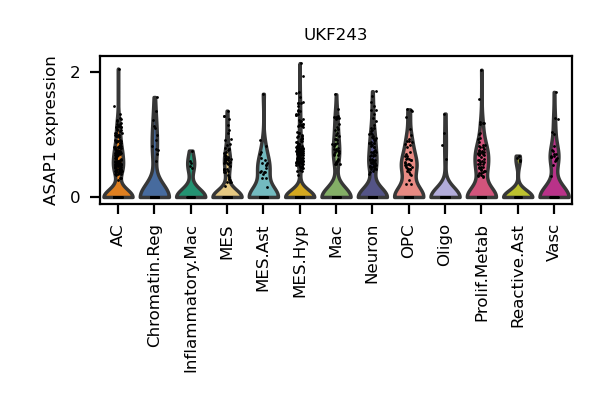 UKF243
ASAP1 expression
2
0
AC
Chromatin.Reg
Inflammatory.Mac
MES
MES.Ast
MES.Hyp
Mac
Neuron
OPC
Oligo
Prolif.Metab
Reactive.Ast
Vasc